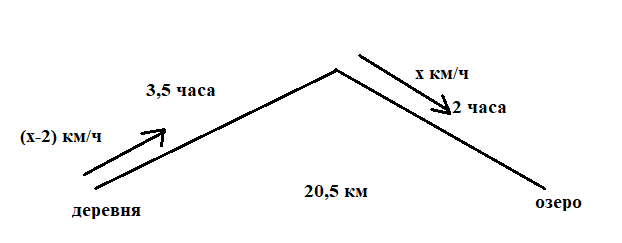 х км/ч
3,5 часа
2 часа
(х-2) км/ч
20,5 км
деревня
озеро